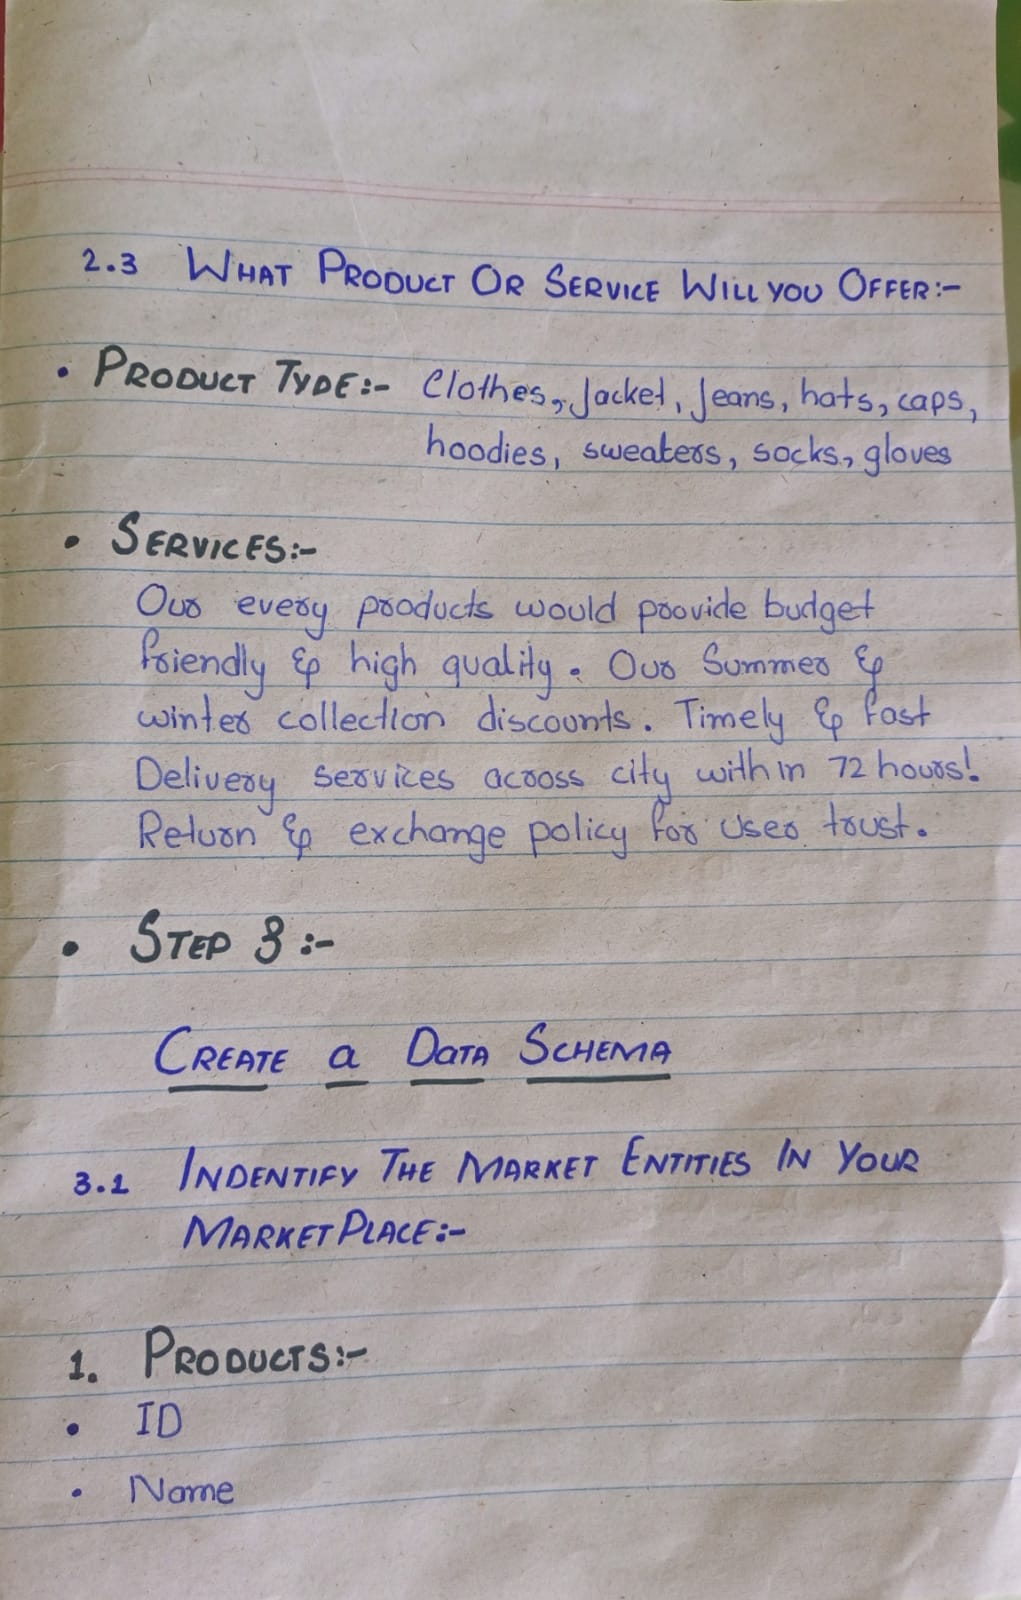 2.3 WHAT PRODUCT OR SERVICE WILL YOU OFFER:-
• PRODUCT TYPE:- Clothes, Jacket, Jeans, hats, caps,
hoodies, sweaters, socks, gloves
• SERVICES:-
Our every products would provide budget
friendly & high quality. Our Summer &
winter collection discounts. Timely & fast
Delivery services across city within 72 hours!
Return & exchange policy for user trust.
• STEP 3:-
CREATE a DATA SCHEMA
3.1 INDENTIFY THE MARKET ENTITIES IN YOUR
MARKETPLACE:-
1. PRODUCTS:-
• ID
• Name